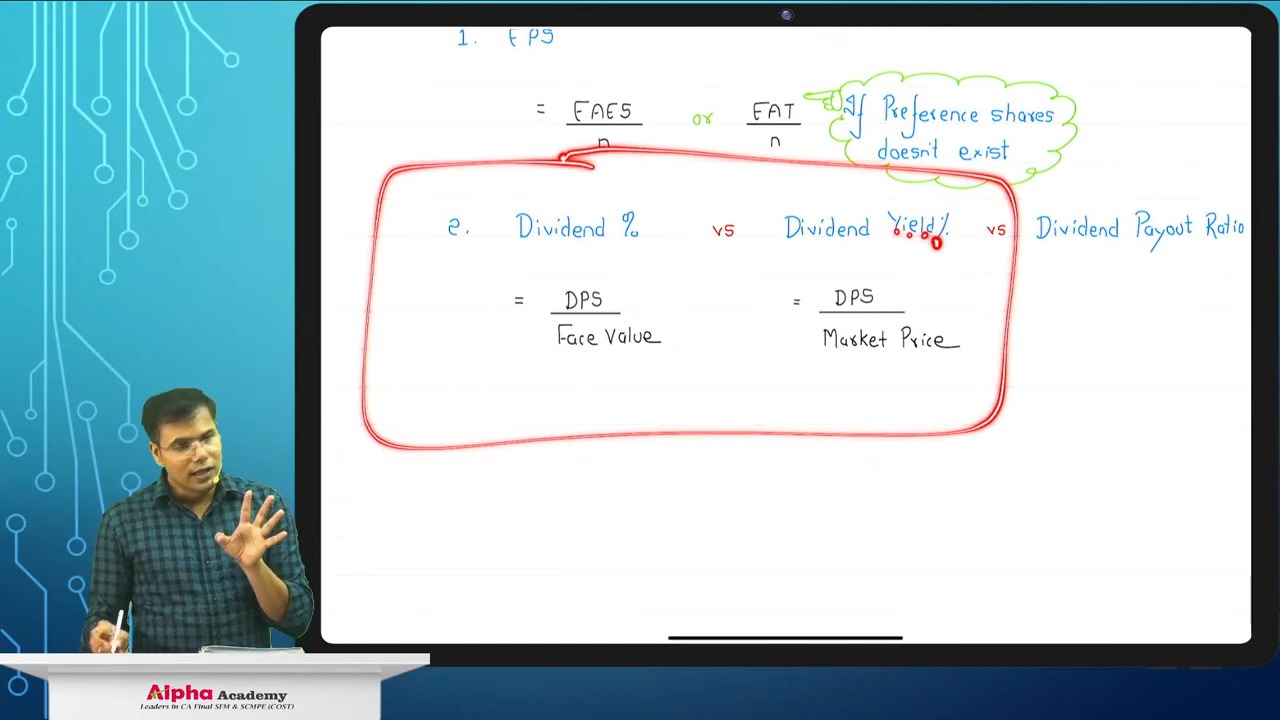 1. EPS
= EAES / n or EAT / n If Preference shares
doesn't exist
2. Dividend % vs Dividend Yield% vs Dividend Payout Ratio
= DPS / Face Value = DPS / Market Price
Alpha Academy
Leaders in CA Final SFM & SCMPE (COST)